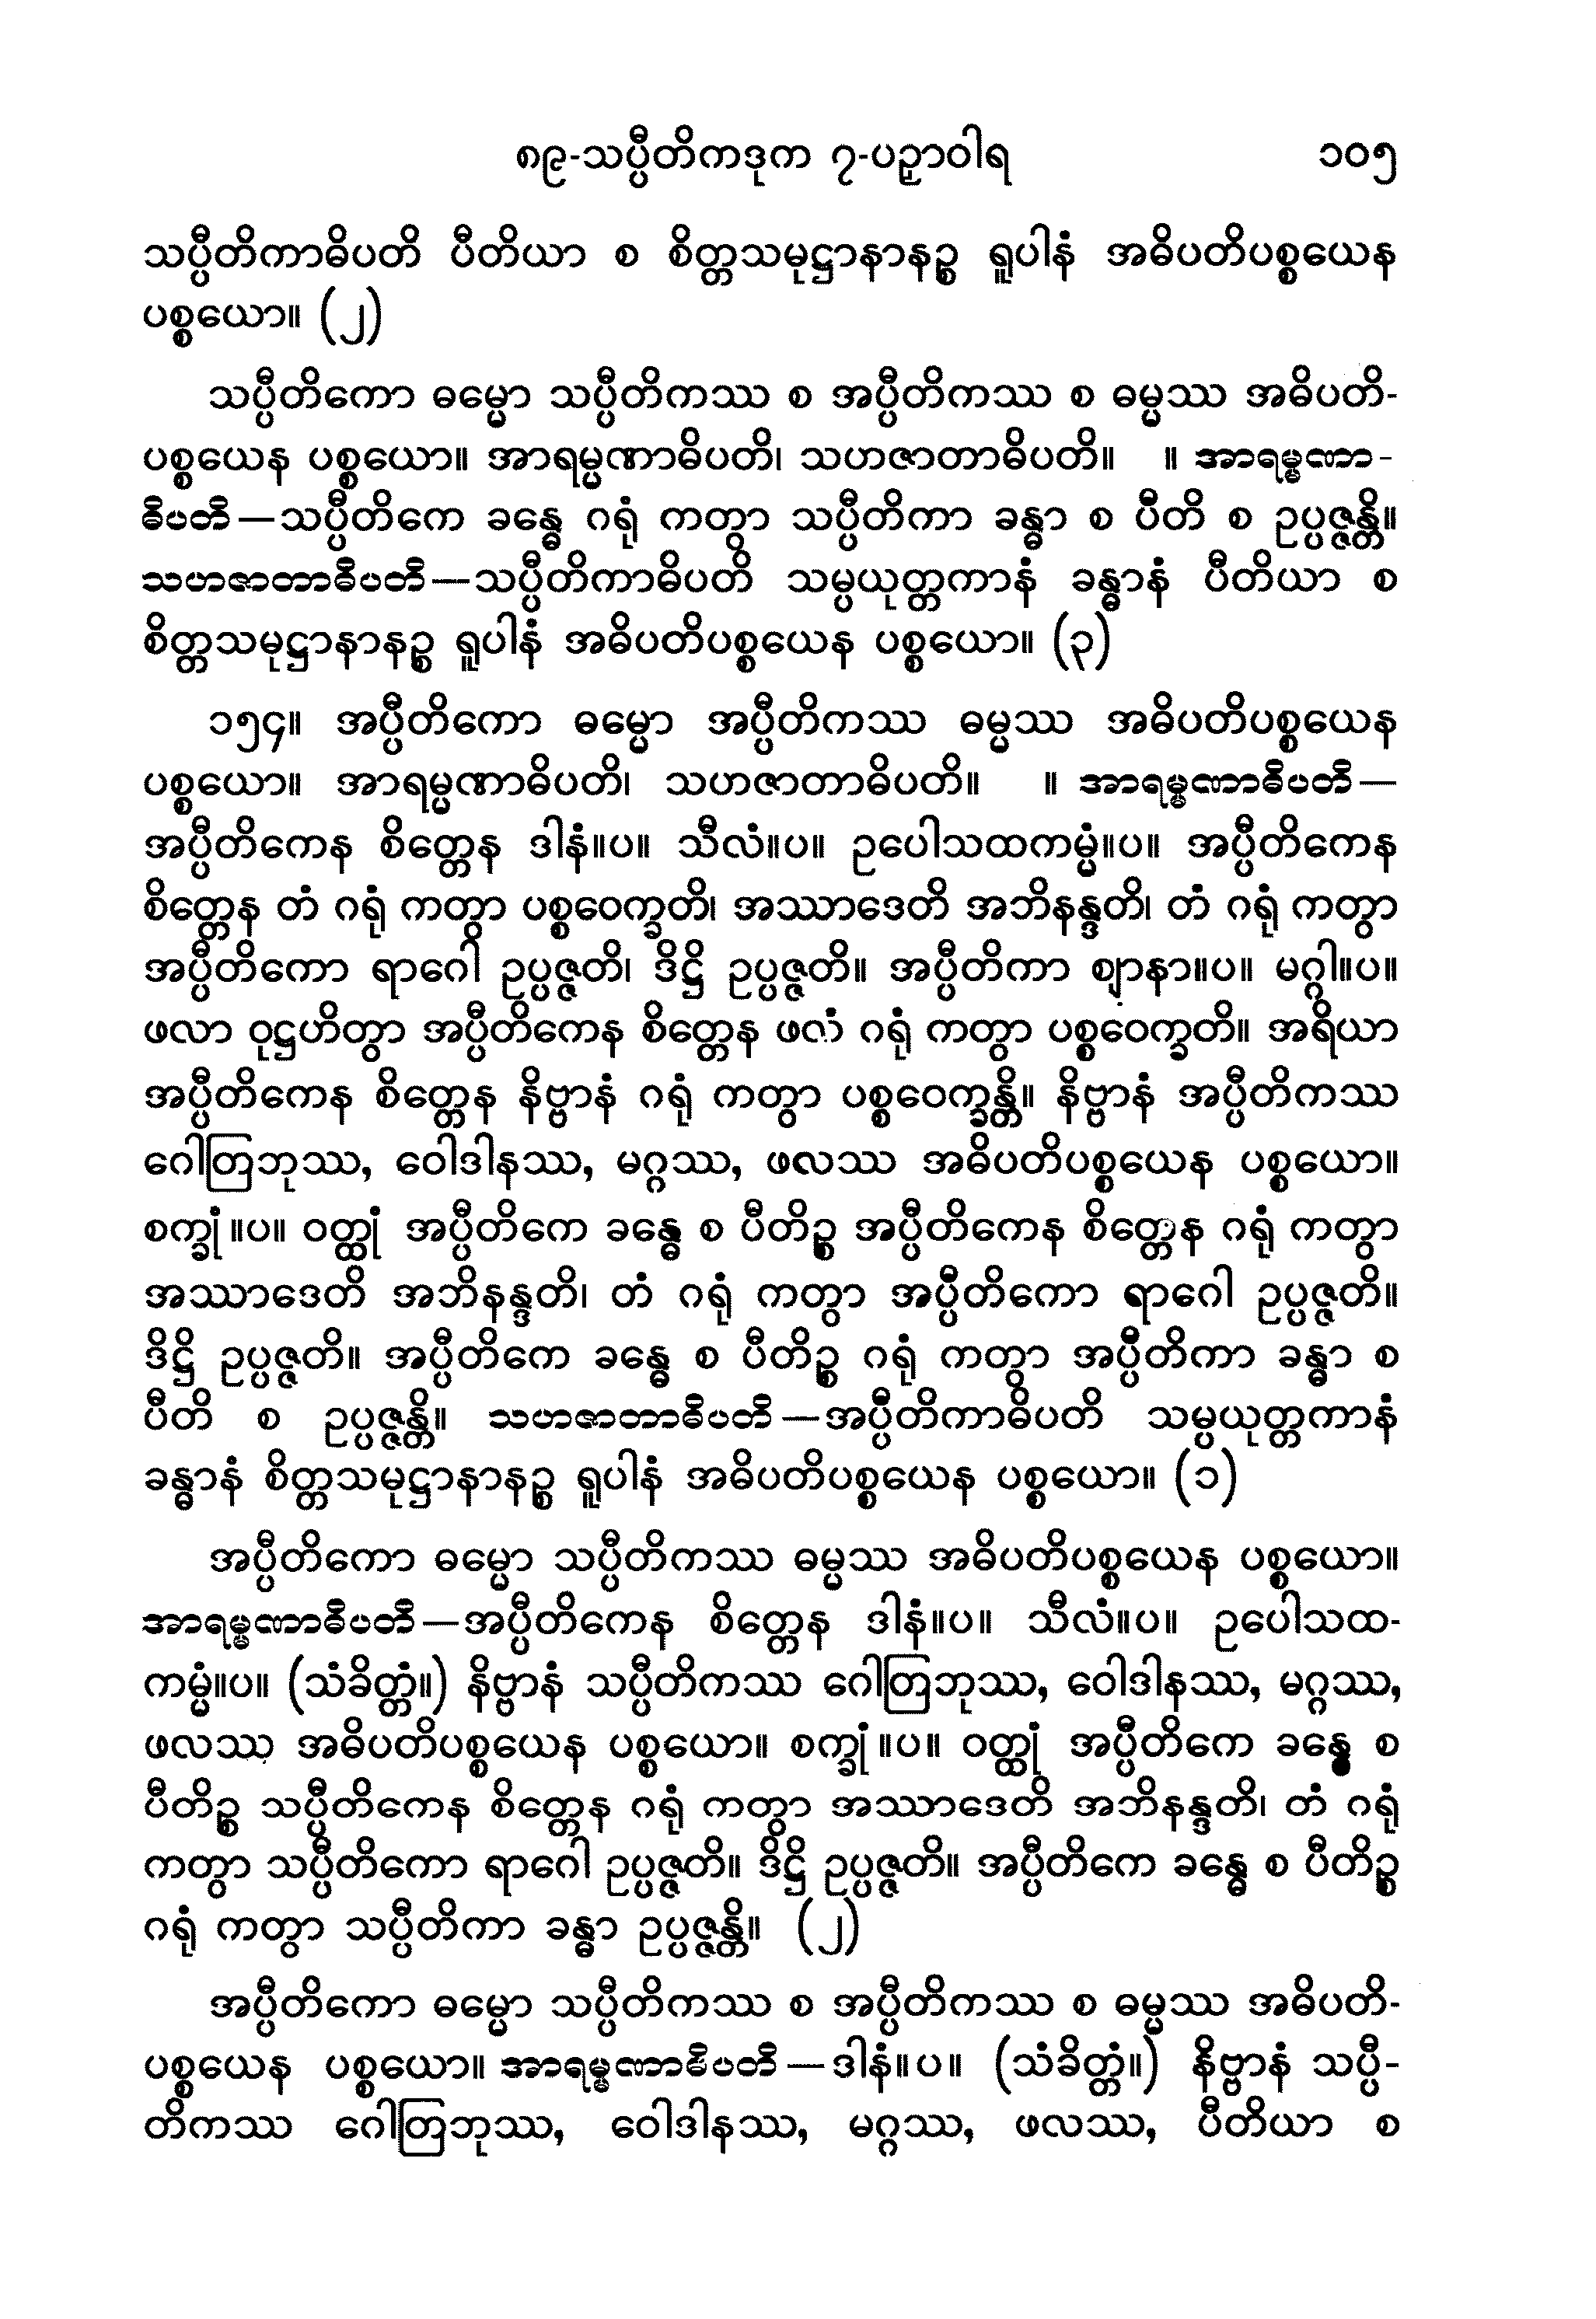 ၈၉-သပ္ပီတိကဒုက ၇-ပဉှာဝါရ ၁၀၅
သပ္ပီတိကာဓိပတိ ပီတိယာ စ စိတ္တသမုဋ္ဌာနာနဉ္စ ရူပါနံ အဓိပတိပစ္စယေန
ပစ္စယော။ (၂)
သပ္ပီတိကော ဓမ္မော သပ္ပီတိကဿ စ အပ္ပီတိကဿ စ ဓမ္မဿ အဓိပတိ-
ပစ္စယေန ပစ္စယော။ အာရမ္မဏာဓိပတိ၊ သဟဇာတာဓိပတိ။ ။ အာရမ္မဏာ-
ဓိပတိ—သပ္ပီတိကေ ခန္ဓေ ဂရုံ ကတွာ သပ္ပီတိကာ ခန္ဓာ စ ပီတိ စ ဥပ္ပဇ္ဇန္တိ။
သဟဇာတာဓိပတိ—သပ္ပီတိကာဓိပတိ သမ္ပယုတ္တကာနံ ခန္ဓာနံ ပီတိယာ စ
စိတ္တသမုဋ္ဌာနာနဉ္စ ရူပါနံ အဓိပတိပစ္စယေန ပစ္စယော။ (၃)
၁၅၄။ အပ္ပီတိကော ဓမ္မော အပ္ပီတိကဿ ဓမ္မဿ အဓိပတိပစ္စယေန
ပစ္စယော။ အာရမ္မဏာဓိပတိ၊ သဟဇာတာဓိပတိ။ ။ အာရမ္မဏာဓိပတိ—
အပ္ပီတိကေန စိတ္တေန ဒါနံ။ပ။ သီလံ။ပ။ ဥပေါသထကမ္မံ။ပ။ အပ္ပီတိကေန
စိတ္တေန တံ ဂရုံ ကတွာ ပစ္စဝေက္ခတိ၊ အဿာဒေတိ အဘိနန္ဒတိ၊ တံ ဂရုံ ကတွာ
အပ္ပီတိကော ရာဂေါ ဥပ္ပဇ္ဇတိ၊ ဒိဋ္ဌိ ဥပ္ပဇ္ဇတိ။ အပ္ပီတိကာ ဈာနာ။ပ။ မဂ္ဂါ။ပ။
ဖလာ ဝုဋ္ဌဟိတွာ အပ္ပီတိကေန စိတ္တေန ဖလံ ဂရုံ ကတွာ ပစ္စဝေက္ခတိ။ အရိယာ
အပ္ပီတိကေန စိတ္တေန နိဗ္ဗာနံ ဂရုံ ကတွာ ပစ္စဝေက္ခန္တိ။ နိဗ္ဗာနံ အပ္ပီတိကဿ
ဂေါတြဘုဿ, ဝေါဒါနဿ, မဂ္ဂဿ, ဖလဿ အဓိပတိပစ္စယေန ပစ္စယော။
စက္ခုံ။ပ။ ဝတ္ထုံ အပ္ပီတိကေ ခန္ဓေ စ ပီတိဉ္စ အပ္ပီတိကေန စိတ္တေန ဂရုံ ကတွာ
အဿာဒေတိ အဘိနန္ဒတိ၊ တံ ဂရုံ ကတွာ အပ္ပီတိကော ရာဂေါ ဥပ္ပဇ္ဇတိ။
ဒိဋ္ဌိ ဥပ္ပဇ္ဇတိ။ အပ္ပီတိကေ ခန္ဓေ စ ပီတိဉ္စ ဂရုံ ကတွာ အပ္ပီတိကာ ခန္ဓာ စ
ပီတိ စ ဥပ္ပဇ္ဇန္တိ။ သဟဇာတာဓိပတိ—အပ္ပီတိကာဓိပတိ သမ္ပယုတ္တကာနံ
ခန္ဓာနံ စိတ္တသမုဋ္ဌာနာနဉ္စ ရူပါနံ အဓိပတိပစ္စယေန ပစ္စယော။ (၁)
အပ္ပီတိကော ဓမ္မော သပ္ပီတိကဿ ဓမ္မဿ အဓိပတိပစ္စယေန ပစ္စယော။
အာရမ္မဏာဓိပတိ—အပ္ပီတိကေန စိတ္တေန ဒါနံ။ပ။ သီလံ။ပ။ ဥပေါသထ-
ကမ္မံ။ပ။ (သံခိတ္တံ။) နိဗ္ဗာနံ သပ္ပီတိကဿ ဂေါတြဘုဿ, ဝေါဒါနဿ, မဂ္ဂဿ,
ဖလဿ အဓိပတိပစ္စယေန ပစ္စယော။ စက္ခုံ။ပ။ ဝတ္ထုံ အပ္ပီတိကေ ခန္ဓေ စ
ပီတိဉ္စ သပ္ပီတိကေန စိတ္တေန ဂရုံ ကတွာ အဿာဒေတိ အဘိနန္ဒတိ၊ တံ ဂရုံ
ကတွာ သပ္ပီတိကော ရာဂေါ ဥပ္ပဇ္ဇတိ။ ဒိဋ္ဌိ ဥပ္ပဇ္ဇတိ။ အပ္ပီတိကေ ခန္ဓေ စ ပီတိဉ္စ
ဂရုံ ကတွာ သပ္ပီတိကာ ခန္ဓာ ဥပ္ပဇ္ဇန္တိ။ (၂)
အပ္ပီတိကော ဓမ္မော သပ္ပီတိကဿ စ အပ္ပီတိကဿ စ ဓမ္မဿ အဓိပတိ-
ပစ္စယေန ပစ္စယော။ အာရမ္မဏာဓိပတိ—ဒါနံ။ပ။ (သံခိတ္တံ။) နိဗ္ဗာနံ သပ္ပီ-
တိကဿ ဂေါတြဘုဿ, ဝေါဒါနဿ, မဂ္ဂဿ, ဖလဿ, ပီတိယာ စ